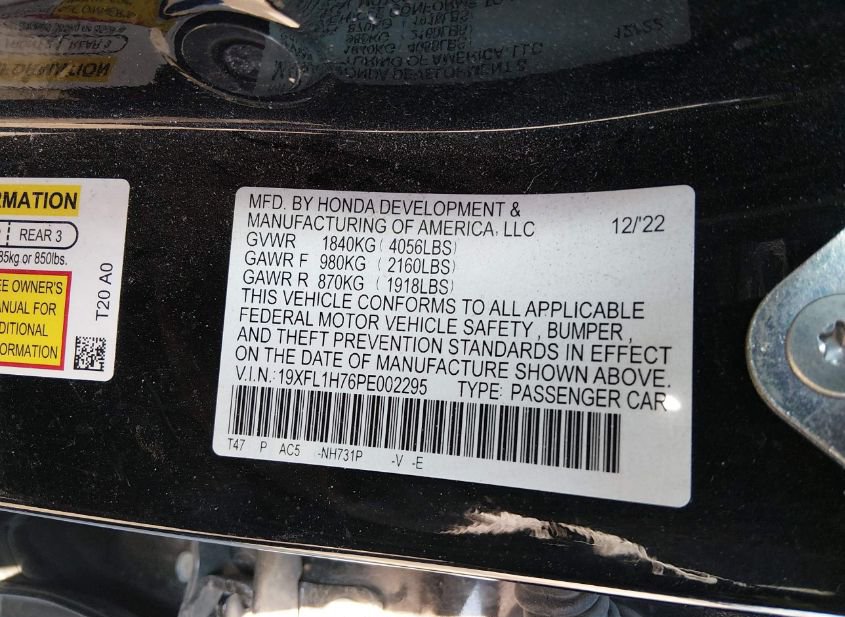 RMATION
REAR 3
85kg or 850lbs.
EE OWNER'S
ANUAL FOR
DDITIONAL
FORMATION
T20 A0
MFD. BY HONDA DEVELOPMENT &
MANUFACTURING OF AMERICA, LLC 12/'22
GVWR 1840KG ( 4056LBS)
GAWR F 980KG ( 2160LBS)
GAWR R 870KG ( 1918LBS)
THIS VEHICLE CONFORMS TO ALL APPLICABLE
FEDERAL MOTOR VEHICLE SAFETY, BUMPER,
AND THEFT PREVENTION STANDARDS IN EFFECT
ON THE DATE OF MANUFACTURE SHOWN ABOVE.
V.I.N.:19XFL1H76PE002295 TYPE: PASSENGER CAR
T47 P AC5 -NH731P -V -E